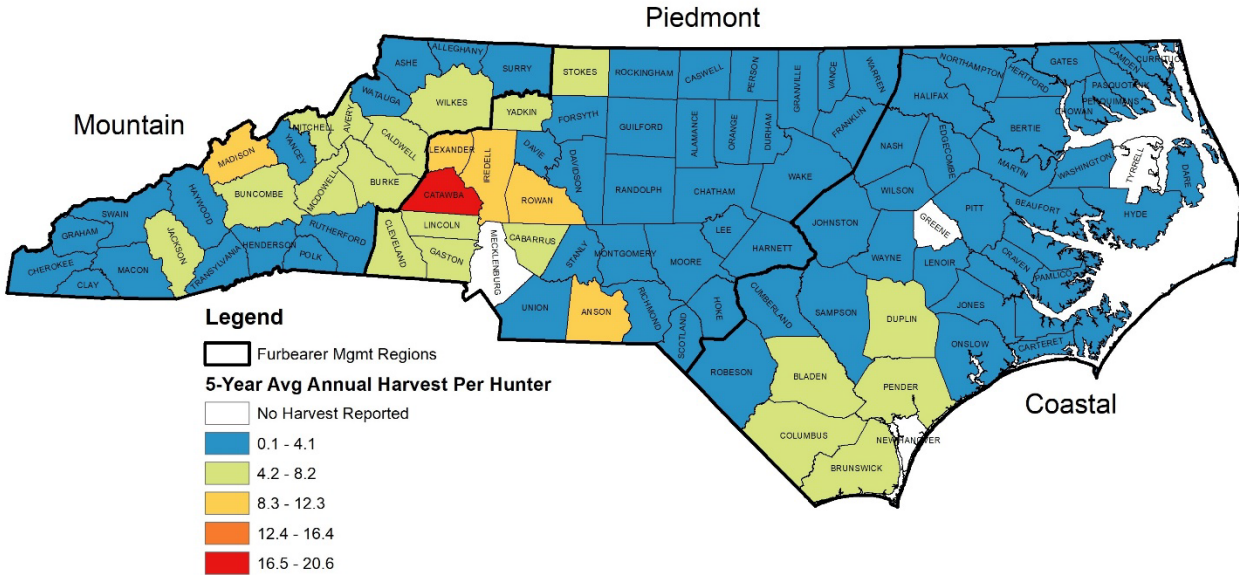 Piedmont
Mountain
Coastal
ALLEGHANY
ASHE
SURRY
STOKES
ROCKINGHAM
CASWELL
PERSON
GRANVILLE
VANCE
WARREN
NORTHAMPTON
HERTFORD
GATES
CAMDEN
CURRITUCK
PASQUOTANK
PERQUIMANS
CHOWAN
HALIFAX
WATAUGA
WILKES
YADKIN
FORSYTH
GUILFORD
ALAMANCE
ORANGE
DURHAM
FRANKLIN
BERTIE
MITCHELL
AVERY
YANCEY
CALDWELL
MADISON
LEXANDER
IREDELL
DAVIE
DAVIDSON
NASH
EDGECOMBE
MARTIN
WASHINGTON
TYRRELL
DARE
HAYWOOD
BUNCOMBE
MCDOWELL
BURKE
CATAWBA
ROWAN
RANDOLPH
CHATHAM
WAKE
WILSON
PITT
BEAUFORT
HYDE
SWAIN
GRAHAM
JACKSON
HENDERSON
RUTHERFORD
POLK
TRANSYLVANIA
CLEVELAND
LINCOLN
GASTON
MECKLENBURG
CABARRUS
STANLY
MONTGOMERY
MOORE
LEE
HARNETT
JOHNSTON
GREENE
WAYNE
LENOIR
CRAVEN
PAMLICO
CHEROKEE
CLAY
MACON
UNION
ANSON
RICHMOND
SCOTLAND
HOKE
CUMBERLAND
SAMPSON
DUPLIN
JONES
ONSLOW
CARTERET
ROBESON
BLADEN
PENDER
COLUMBUS
NEW HANOVER
BRUNSWICK
Legend
Furbearer Mgmt Regions
5-Year Avg Annual Harvest Per Hunter
No Harvest Reported
0.1 - 4.1
4.2 - 8.2
8.3 - 12.3
12.4 - 16.4
16.5 - 20.6